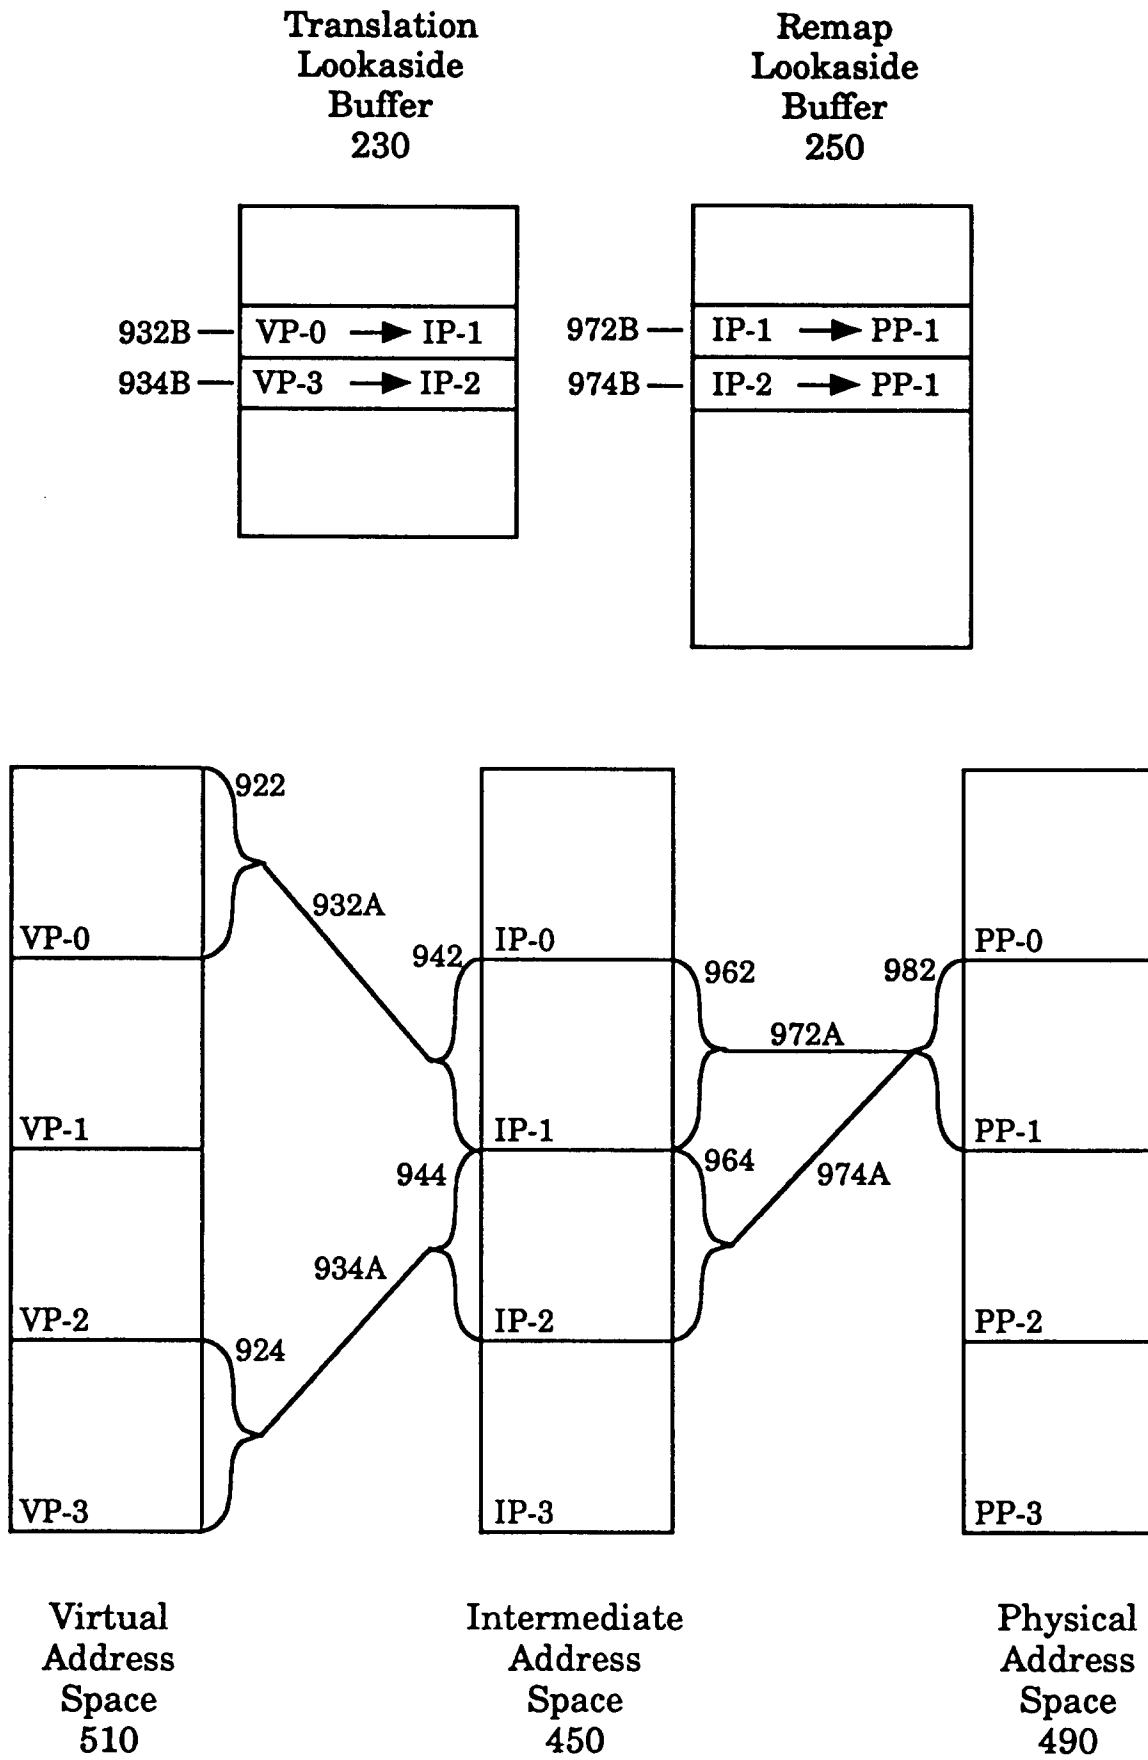 Translation
Lookaside
Buffer
230
Remap
Lookaside
Buffer
250
932B VP-0 IP-1
934B VP-3 IP-2
972B IP-1 PP-1
974B IP-2 PP-1
922
932A
VP-0
942
IP-0
962
982
PP-0
972A
VP-1
IP-1
PP-1
944
964
974A
934A
VP-2
924
IP-2
PP-2
VP-3
IP-3
PP-3
Virtual
Address
Space
510
Intermediate
Address
Space
450
Physical
Address
Space
490